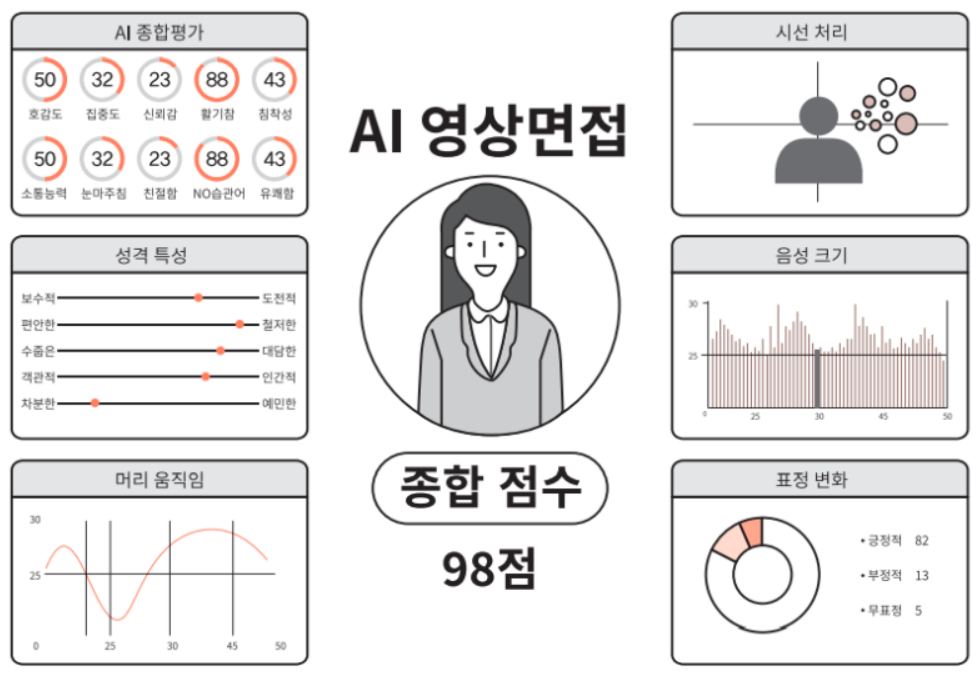 AI 종합평가
50 32 23 88 43
호감도 집중도 신뢰감 활기참 침착성
50 32 23 88 43
소통능력 눈마주침 친절함 NO습관어 유쾌함
성격 특성
보수적 도전적
편안한 철저한
수줍은 대담한
객관적 인간적
차분한 예민한
머리 움직임
30
25
0 25 30 45 50
AI 영상면접
종합 점수
98점
시선 처리
음성 크기
30
25
0 25 30 45 50
표정 변화
• 긍정적 82
• 부정적 13
• 무표정 5